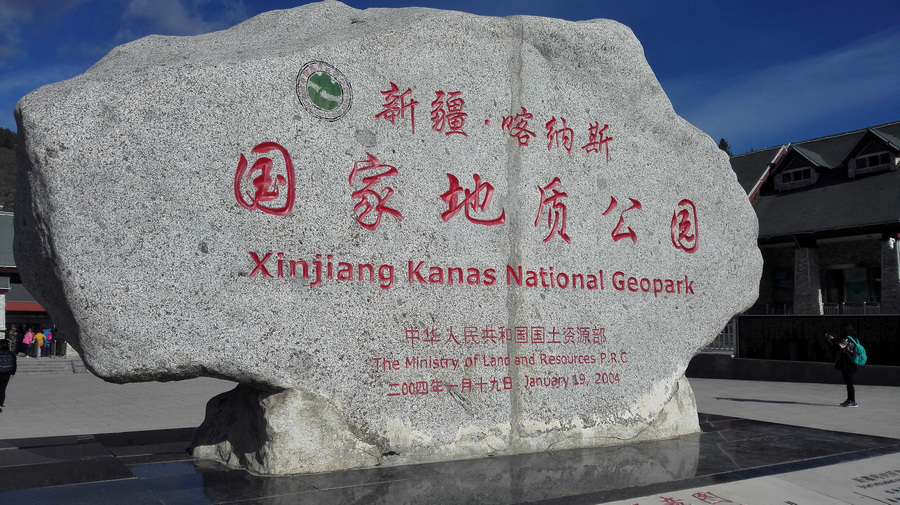 新疆·喀纳斯
国家地质公园
Xinjiang Kanas National Geopark
中华人民共和国国土资源部
The Ministry of Land and Resources P.R.C
二00四年一月十九日 January 19, 2004